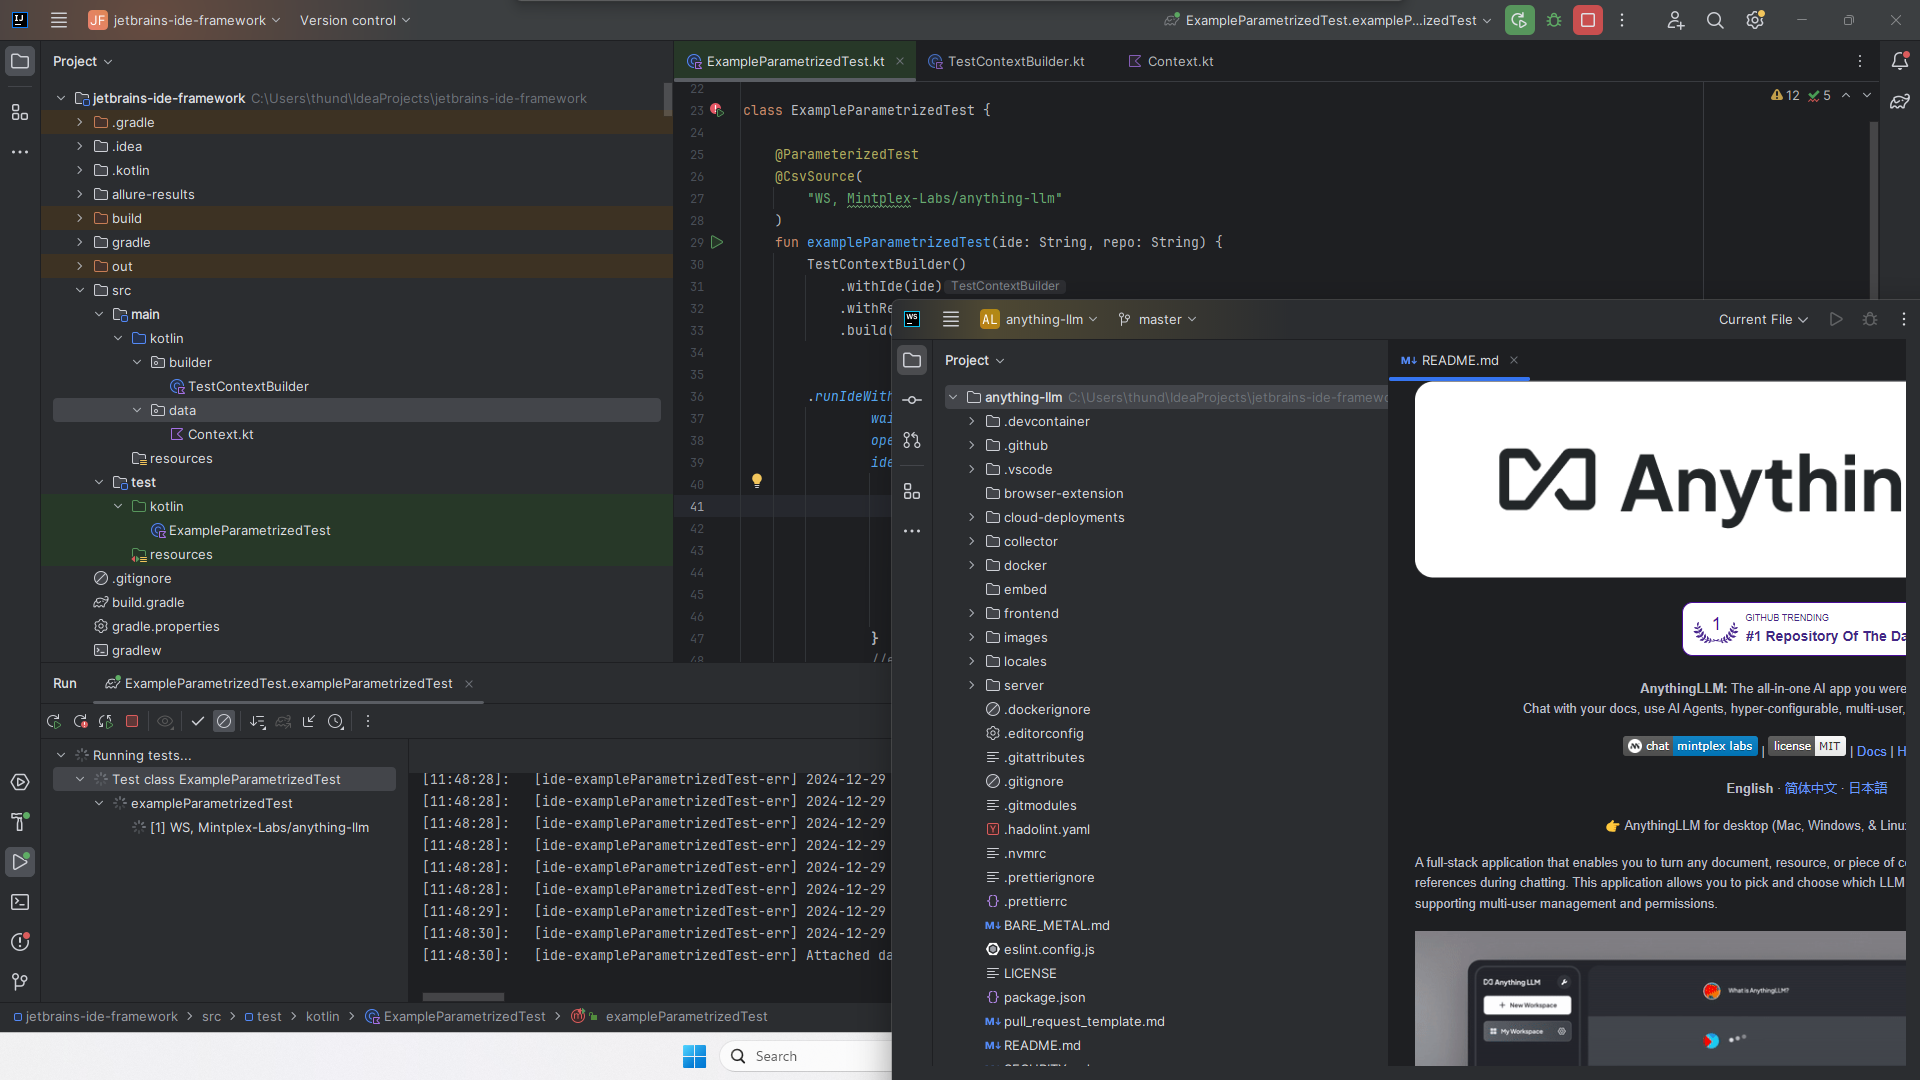 JF jetbrains-ide-framework
Version control
ExampleParametrizedTest.exampleP...izedTest
Project
jetbrains-ide-framework C:\Users\thund\IdeaProjects\jetbrains-ide-framework
.gradle
.idea
.kotlin
allure-results
build
gradle
out
src
main
kotlin
builder
TestContextBuilder
data
Context.kt
resources
test
kotlin
ExampleParametrizedTest
resources
.gitignore
build.gradle
gradle.properties
gradlew
ExampleParametrizedTest.kt
TestContextBuilder.kt
Context.kt
12 5
22
23 class ExampleParametrizedTest {
24
25 @ParameterizedTest
26 @CsvSource(
27 "WS, Mintplex-Labs/anything-llm"
28 )
29 fun exampleParametrizedTest(ide: String, repo: String) {
30 TestContextBuilder()
31 .withIde(ide) TestContextBuilder
32 .withRe
33 .build(
34
35
36 .runIdeWith
37 wai
38 ope
39 ide
40
41
42
43
44
45
46
47 }
48
Run
ExampleParametrizedTest.exampleParametrizedTest
Running tests...
Test class ExampleParametrizedTest
exampleParametrizedTest
[1] WS, Mintplex-Labs/anything-llm
[11:48:28]: [ide-exampleParametrizedTest-err] 2024-12-29
[11:48:28]: [ide-exampleParametrizedTest-err] 2024-12-29
[11:48:28]: [ide-exampleParametrizedTest-err] 2024-12-29
[11:48:28]: [ide-exampleParametrizedTest-err] 2024-12-29
[11:48:28]: [ide-exampleParametrizedTest-err] 2024-12-29
[11:48:28]: [ide-exampleParametrizedTest-err] 2024-12-29
[11:48:29]: [ide-exampleParametrizedTest-err] 2024-12-29
[11:48:30]: [ide-exampleParametrizedTest-err] 2024-12-29
[11:48:30]: [ide-exampleParametrizedTest-err] Attached da
jetbrains-ide-framework > src > test > kotlin > ExampleParametrizedTest > exampleParametrizedTest
Search
WS
AL anything-llm
master
Current File
Project
anything-llm C:\Users\thund\IdeaProjects\jetbrains-ide-framewo
.devcontainer
.github
.vscode
browser-extension
cloud-deployments
collector
docker
embed
frontend
images
locales
server
.dockerignore
.editorconfig
.gitattributes
.gitignore
.gitmodules
.hadolint.yaml
.nvmrc
.prettierignore
.prettierrc
BARE_METAL.md
eslint.config.js
LICENSE
package.json
pull_request_template.md
README.md
README.md
Anythin
1 GITHUB TRENDING
#1 Repository Of The Da
AnythingLLM: The all-in-one AI app you were
Chat with your docs, use AI Agents, hyper-configurable, multi-user,
chat mintplex labs | license MIT | Docs | H
English · 简体中文 · 日本語
👉 AnythingLLM for desktop (Mac, Windows, & Linu
A full-stack application that enables you to turn any document, resource, or piece of c
references during chatting. This application allows you to pick and choose which LLM
supporting multi-user management and permissions.
Anything LLM
+ New Workspace
My Workspace
What is AnythingLLM?